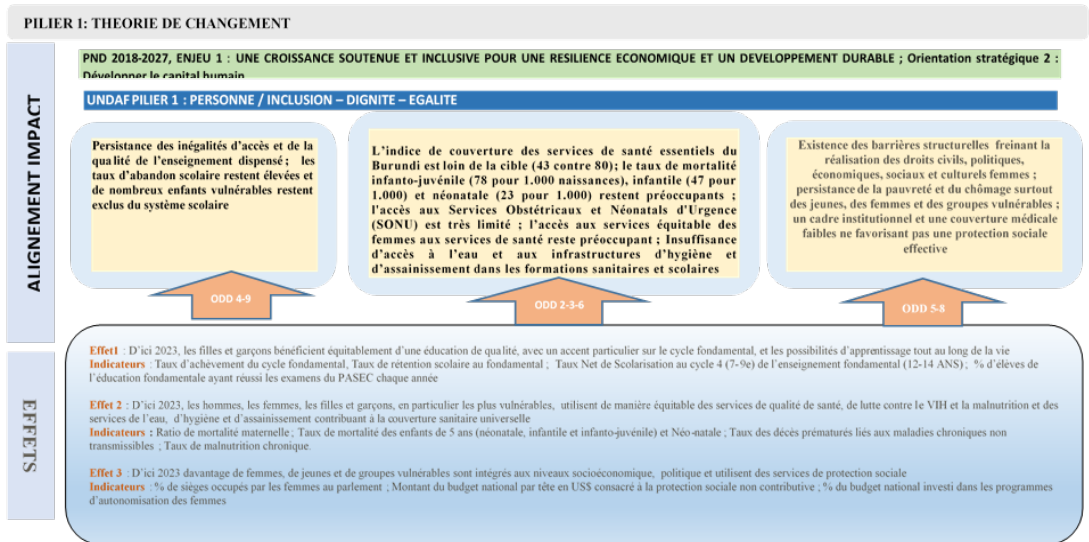 PILIER 1: THEORIE DE CHANGEMENT
ALIGNEMENT IMPACT
PND 2018-2027, ENJEU 1 : UNE CROISSANCE SOUTENUE ET INCLUSIVE POUR UNE RESILIENCE ECONOMIQUE ET UN DEVELOPPEMENT DURABLE ; Orientation stratégique 2 :
Développer le capital humain
UNDAF PILIER 1 : PERSONNE / INCLUSION – DIGNITE – EGALITE
Persistance des inégalités d'accès et de la
qualité de l'enseignement dispensé ; les
taux d'abandon scolaire restent élevées et
de nombreux enfants vulnérables restent
exclus du système scolaire
ODD 4-9
L'indice de couverture des services de santé essentiels du
Burundi est loin de la cible (43 contre 80); le taux de mortalité
infanto-juvénile (78 pour 1.000 naissances), infantile (47 pour
1.000) et néonatale (23 pour 1.000) restent préoccupants ;
l'accès aux Services Obstétricaux et Néonatals d'Urgence
(SONU) est très limité ; l'accès aux services équitable des
femmes aux services de santé reste préoccupant ; Insuffisance
d'accès à l'eau et aux infrastructures d'hygiène et
d'assainissement dans les formations sanitaires et scolaires
ODD 2-3-6
Existence des barrières structurelles freinant la
réalisation des droits civils, politiques,
économiques, sociaux et culturels femmes ;
persistance de la pauvreté et du chômage surtout
des jeunes, des femmes et des groupes vulnérables ;
un cadre institutionnel et une couverture médicale
faibles ne favorisant pas une protection sociale
effective
ODD 5-8
EFFETS
Effet1 : D'ici 2023, les filles et garçons bénéficient équitablement d'une éducation de qualité, avec un accent particulier sur le cycle fondamental, et les possibilités d'apprentissage tout au long de la vie
Indicateurs : Taux d'achèvement du cycle fondamental, Taux de rétention scolaire au fondamental ; Taux Net de Scolarisation au cycle 4 (7-9e) de l'enseignement fondamental (12-14 ANS) ; % d'élèves de
l'éducation fondamentale ayant réussi les examens du PASEC chaque année
Effet 2 : D'ici 2023, les hommes, les femmes, les filles et garçons, en particulier les plus vulnérables, utilisent de manière équitable des services de qualité de santé, de lutte contre le VIH et la malnutrition et des
services de l'eau, d'hygiène et d'assainissement contribuant à la couverture sanitaire universelle
Indicateurs : Ratio de mortalité maternelle ; Taux de mortalité des enfants de 5 ans (néonatale, infantile et infanto-juvénile) et Néo-natale ; Taux des décès prématurés liés aux maladies chroniques non
transmissibles ; Taux de malnutrition chronique.
Effet 3 : D'ici 2023 davantage de femmes, de jeunes et de groupes vulnérables sont intégrés aux niveaux socioéconomique, politique et utilisent des services de protection sociale
Indicateurs : % de sièges occupés par les femmes au parlement ; Montant du budget national par tête en US$ consacré à la protection sociale non contributive ; % du budget national investi dans les programmes
d'autonomisation des femmes